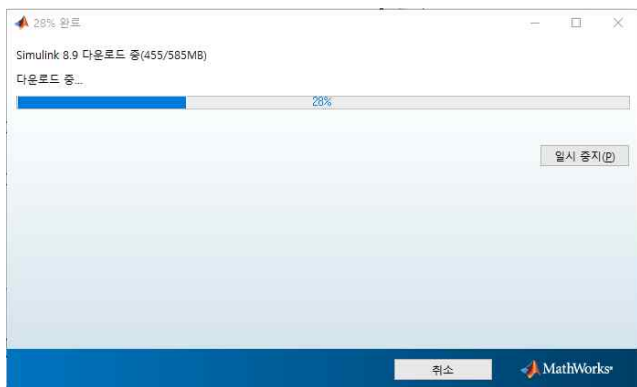 28% 완료
Simulink 8.9 다운로드 중(455/585MB)
다운로드 중...
28%
일시 중지(P)
취소
MathWorks®